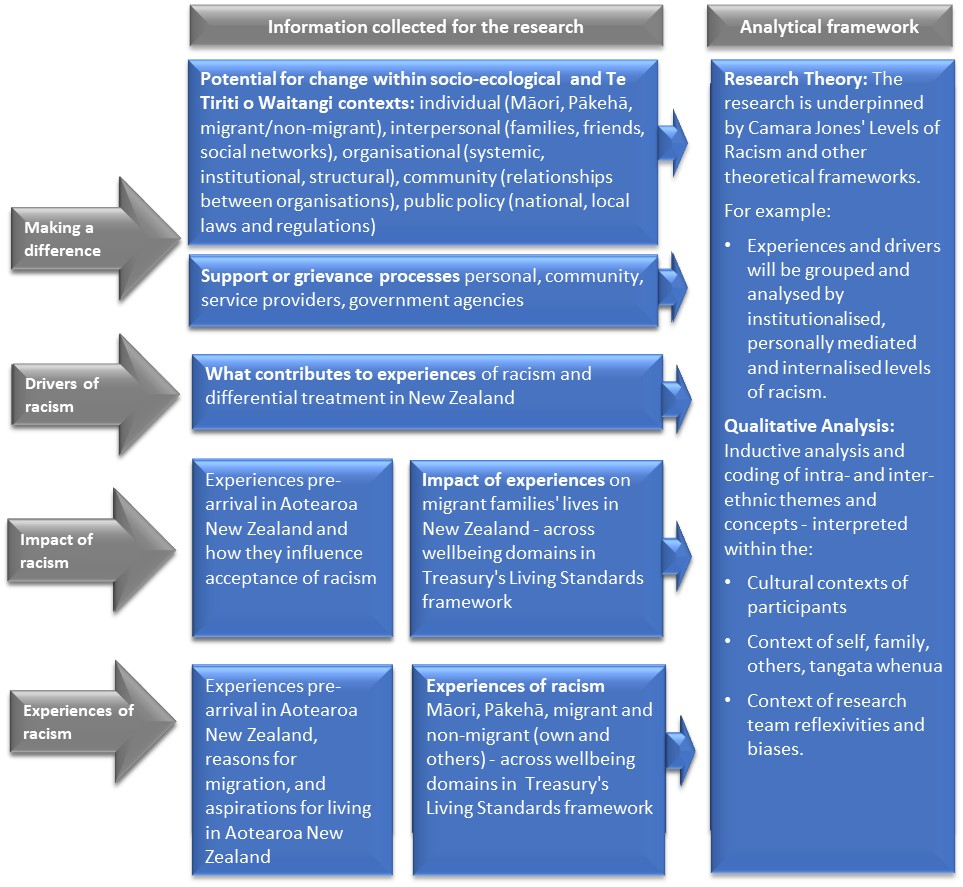 Information collected for the research
Analytical framework
Making a
difference
Potential for change within socio-ecological and Te
Tiriti o Waitangi contexts: individual (Māori, Pākehā,
migrant/non-migrant), interpersonal (families, friends,
social networks), organisational (systemic,
institutional, structural), community (relationships
between organisations), public policy (national, local
laws and regulations)
Support or grievance processes personal, community,
service providers, government agencies
Drivers of
racism
What contributes to experiences of racism and
differential treatment in New Zealand
Impact of
racism
Experiences pre-
arrival in Aotearoa
New Zealand and
how they influence
acceptance of racism
Impact of experiences on
migrant families' lives in
New Zealand - across
wellbeing domains in
Treasury's Living Standards
framework
Experiences of
racism
Experiences pre-
arrival in Aotearoa
New Zealand,
reasons for
migration, and
aspirations for living
in Aotearoa New
Zealand
Experiences of racism
Māori, Pākehā, migrant and
non-migrant (own and
others) - across wellbeing
domains in Treasury's
Living Standards framework
Research Theory: The
research is underpinned
by Camara Jones' Levels of
Racism and other
theoretical frameworks.
For example:
• Experiences and drivers
will be grouped and
analysed by
institutionalised,
personally mediated
and internalised levels
of racism.
Qualitative Analysis:
Inductive analysis and
coding of intra- and inter-
ethnic themes and
concepts - interpreted
within the:
• Cultural contexts of
participants
• Context of self, family,
others, tangata whenua
• Context of research
team reflexivities and
biases.